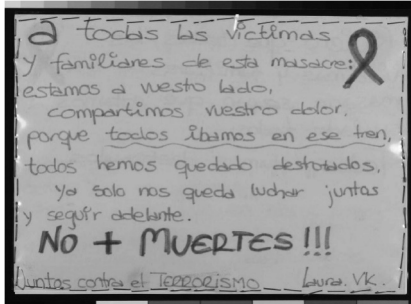 a todas las víctimas
y familiares de esta masacre:
estamos a vuestro lado,
compartimos vuestro dolor,
porque todos íbamos en ese tren,
todos hemos quedado destrozados.
Ya solo nos queda luchar juntos
y seguir adelante.
NO + MUERTES!!!
Juntos contra el TERRORISMO Laura. VK.